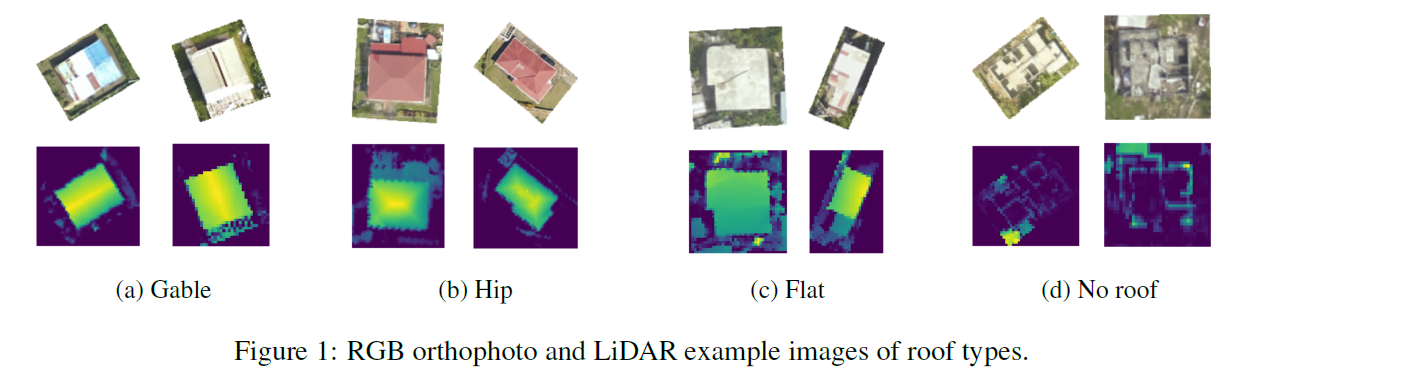 (a) Gable
(b) Hip
(c) Flat
(d) No roof
Figure 1: RGB orthophoto and LiDAR example images of roof types.